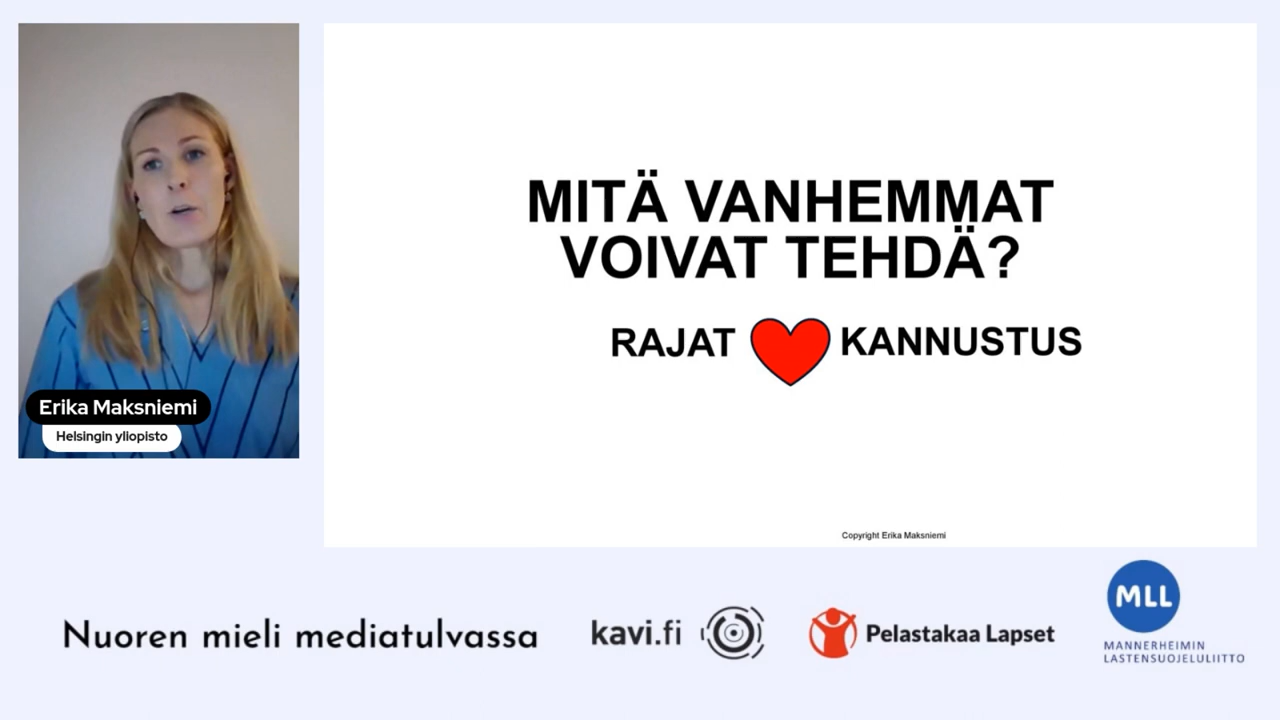 MITÄ VANHEMMAT
VOIVAT TEHDÄ?
RAJAT KANNUSTUS
Copyright Erika Maksniemi
Erika Maksniemi
Helsingin yliopisto
Nuoren mieli mediatulvassa
kavi.fi
Pelastakaa Lapset
MLL
MANNERHEIMIN
LASTENSUOJELULIITTO